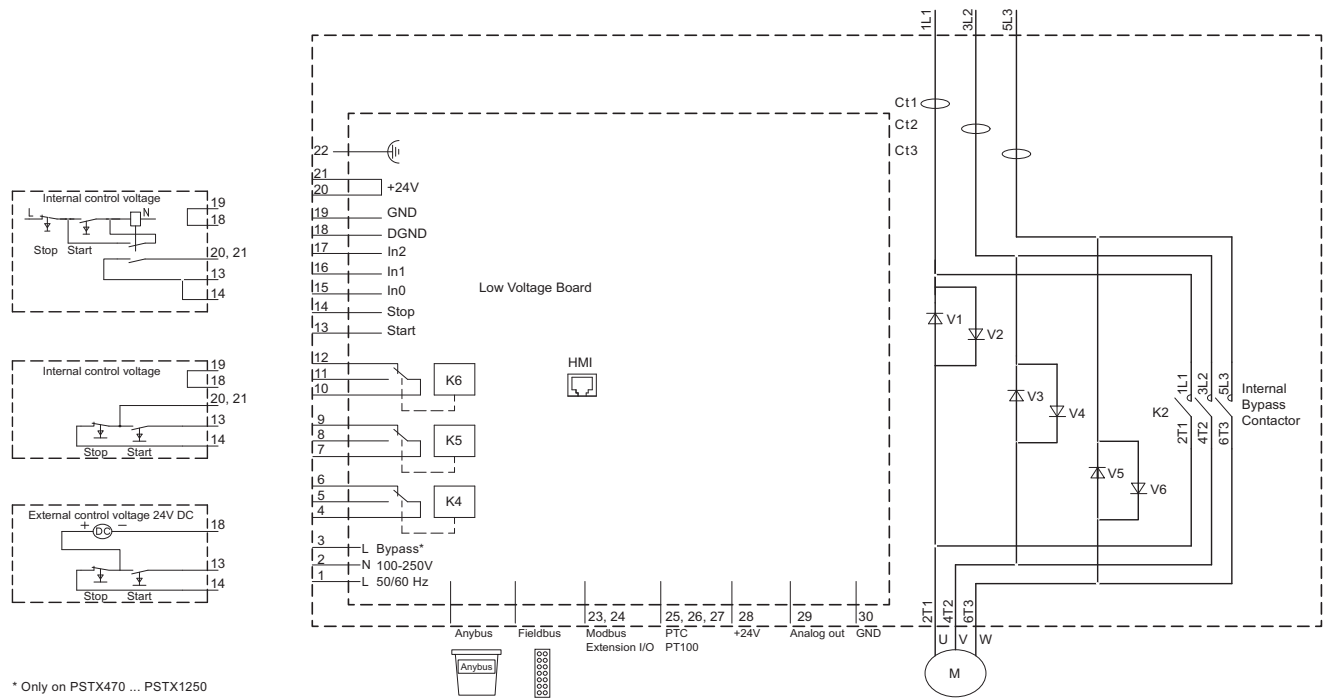 1L1
3L2
5L3
Ct1
Ct2
Ct3
22
21
20
+24V
19
GND
18
DGND
17
In2
16
In1
15
In0
14
Stop
13
Start
Low Voltage Board
HMI
12
11
10
K6
9
8
7
K5
6
5
4
K4
3
L Bypass*
2
N 100-250V
1
L 50/60 Hz
23, 24
25, 26, 27
28
29
30
Anybus
Fieldbus
Modbus
Extension I/O
PTC
PT100
+24V
Analog out
GND
Anybus
Internal control voltage
L
N
Stop
Start
19
18
20, 21
13
14
Internal control voltage
19
18
20, 21
13
14
Stop
Start
External control voltage 24V DC
+
DC
−
18
13
14
Stop
Start
V1
V2
V3
V4
V5
V6
K2
1L1
3L2
5L3
2T1
4T2
6T3
Internal
Bypass
Contactor
2T1
4T2
6T3
U
V
W
M
* Only on PSTX470 ... PSTX1250